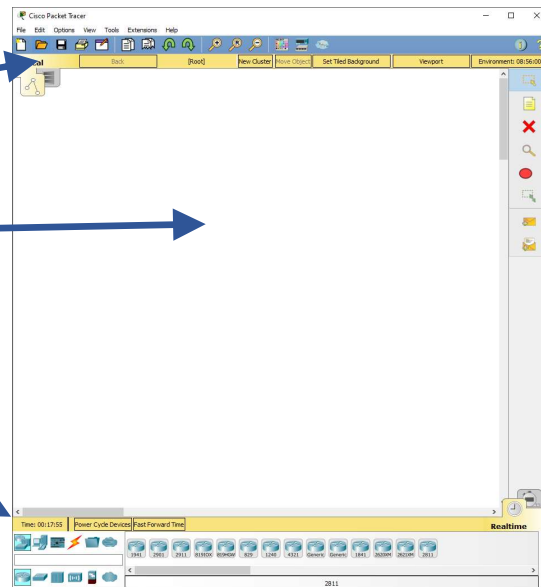 Cisco Packet Tracer
File Edit Options View Tools Extensions Help
Back [Root] New Cluster Move Object Set Tiled Background Viewport Environment: 08:56:00
Time: 00:17:55 Power Cycle Devices Fast Forward Time
Realtime
1941 2901 2911 819IOX 819HGW 829 1240 4321 Generic Generic 1841 2620XM 2621XM 2811
2811